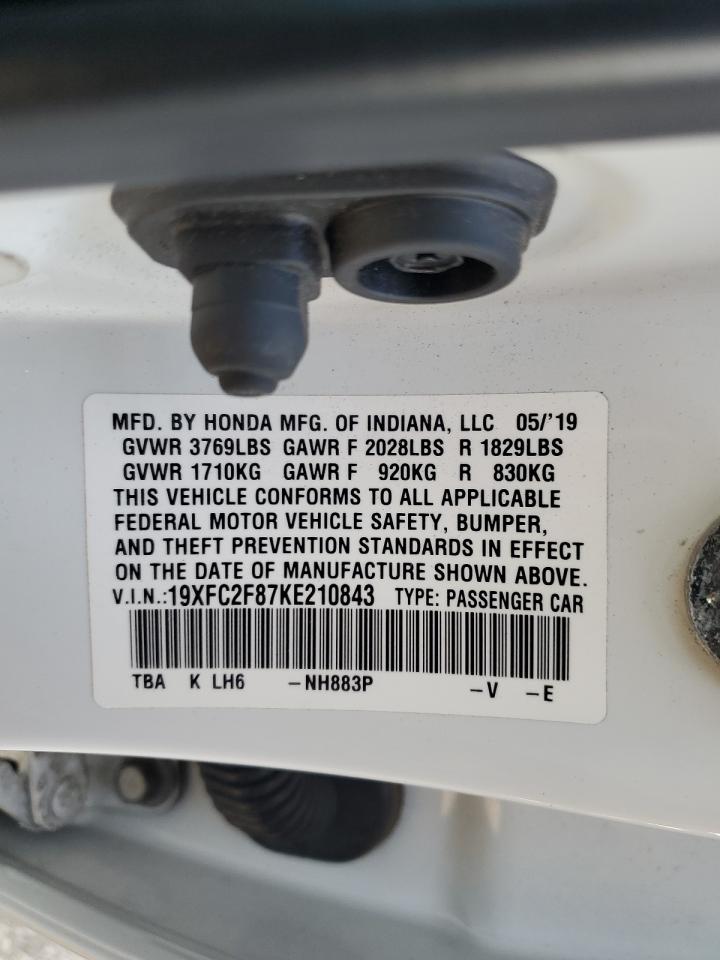 MFD. BY HONDA MFG. OF INDIANA, LLC 05/'19
GVWR 3769LBS GAWR F 2028LBS R 1829LBS
GVWR 1710KG GAWR F 920KG R 830KG
THIS VEHICLE CONFORMS TO ALL APPLICABLE
FEDERAL MOTOR VEHICLE SAFETY, BUMPER,
AND THEFT PREVENTION STANDARDS IN EFFECT
ON THE DATE OF MANUFACTURE SHOWN ABOVE.
V.I.N.:19XFC2F87KE210843 TYPE: PASSENGER CAR
TBA K LH6 –NH883P –V –E